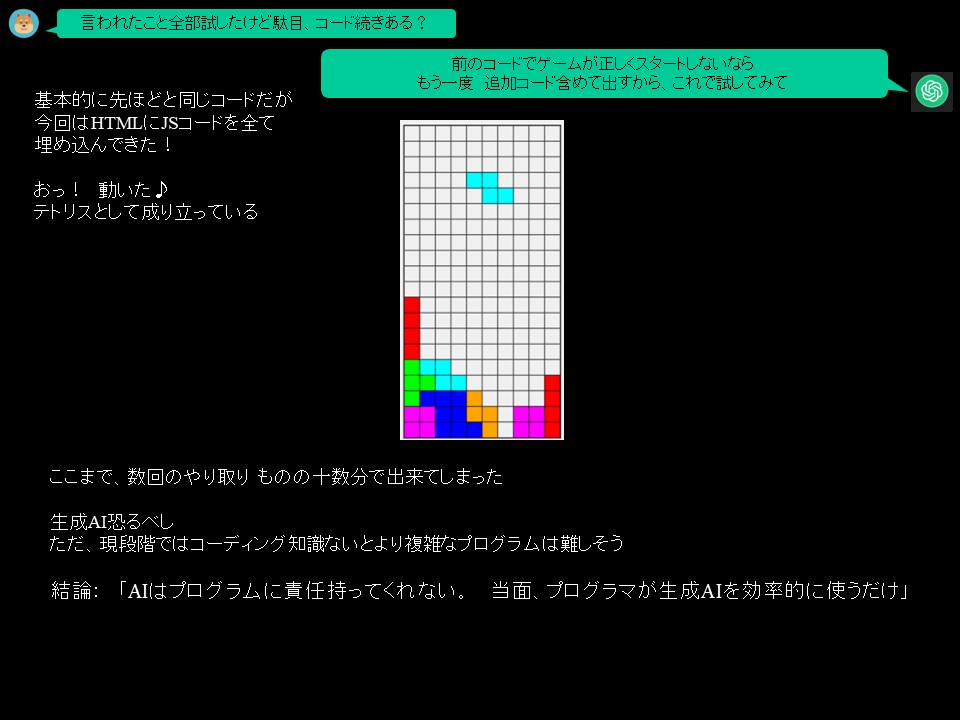 言われたこと全部試したけど駄目、コード続きある？
前のコードでゲームが正しくスタートしないなら
もう一度　追加コード含めて出すから、これで試してみて
基本的に先ほどと同じコードだが
今回はHTMLにJSコードを全て
埋め込んできた！
おっ！　動いた♪
テトリスとして成り立っている
ここまで、数回のやり取り ものの十数分で出来てしまった
生成AI恐るべし
ただ、現段階ではコーディング知識ないとより複雑なプログラムは難しそう
結論:　「AIはプログラムに責任持ってくれない。　当面、プログラマが生成AIを効率的に使うだけ」